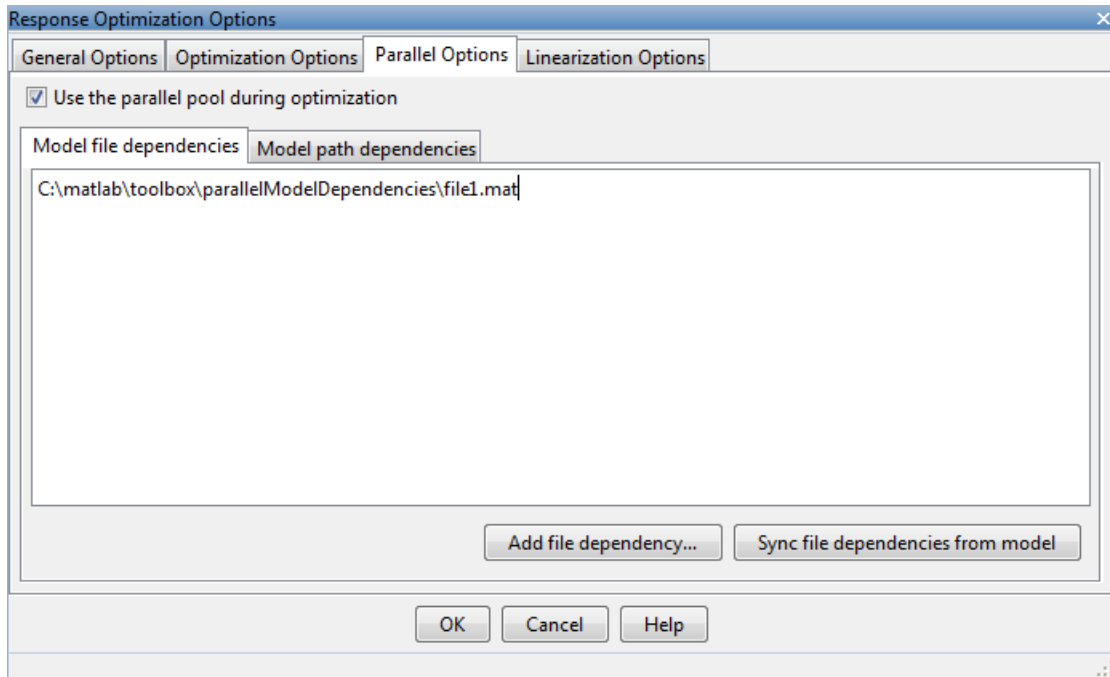 Response Optimization Options
General Options Optimization Options Parallel Options Linearization Options
Use the parallel pool during optimization
Model file dependencies Model path dependencies
C:\matlab\toolbox\parallelModelDependencies\file1.mat
Add file dependency... Sync file dependencies from model
OK Cancel Help